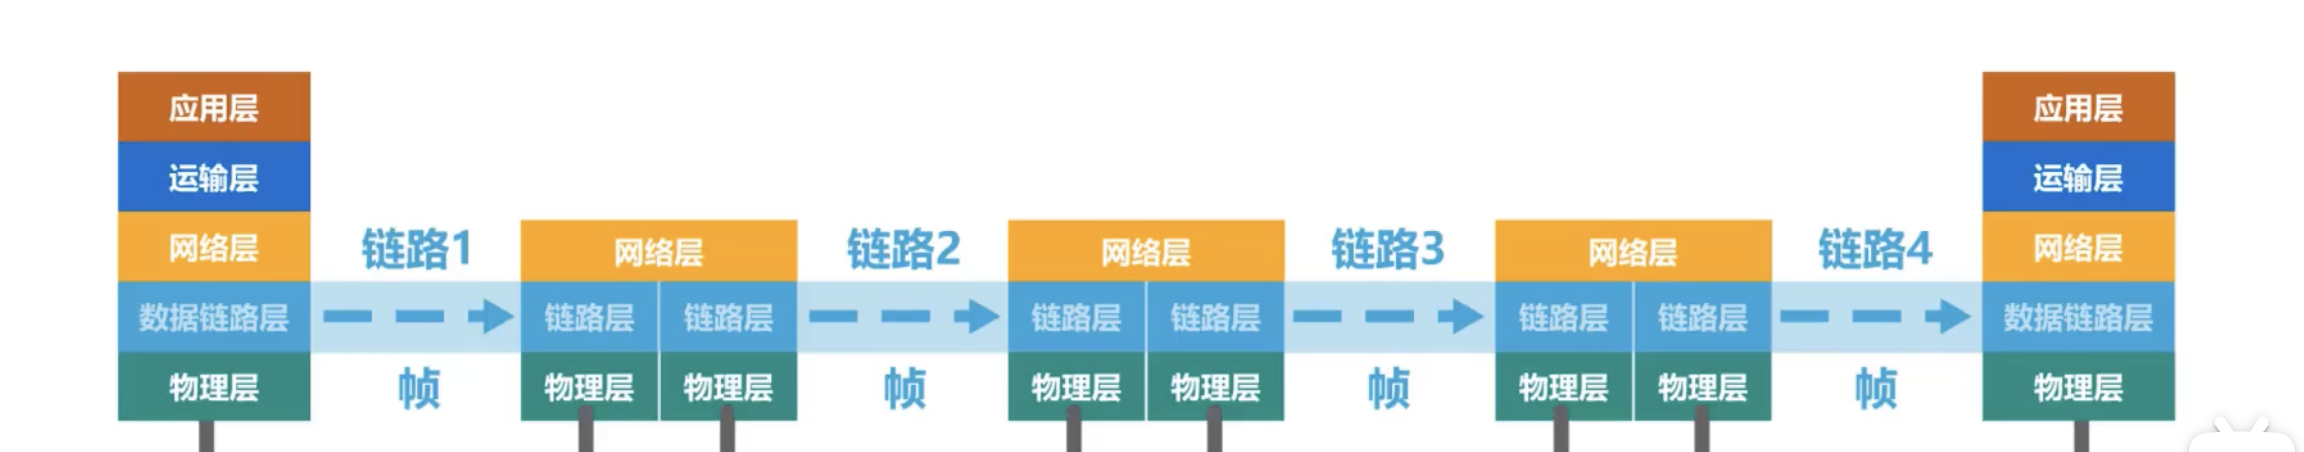 应用层
运输层
网络层
数据链路层
物理层
链路1
帧
网络层
链路层 链路层
物理层 物理层
链路2
帧
网络层
链路层 链路层
物理层 物理层
链路3
帧
网络层
链路层 链路层
物理层 物理层
链路4
帧
应用层
运输层
网络层
数据链路层
物理层